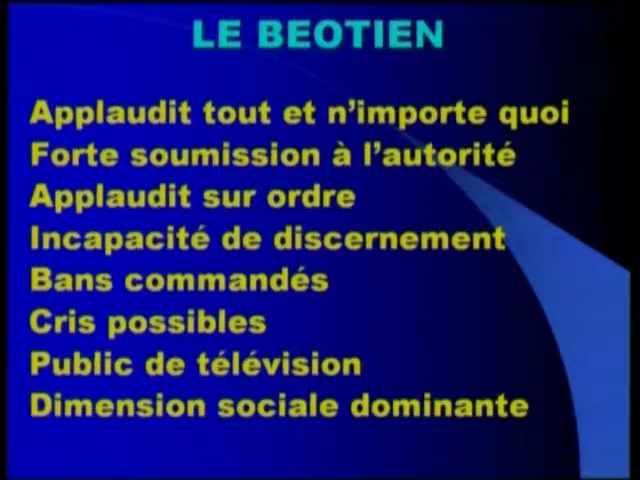 LE BEOTIEN
Applaudit tout et n'importe quoi
Forte soumission à l'autorité
Applaudit sur ordre
Incapacité de discernement
Bans commandés
Cris possibles
Public de télévision
Dimension sociale dominante